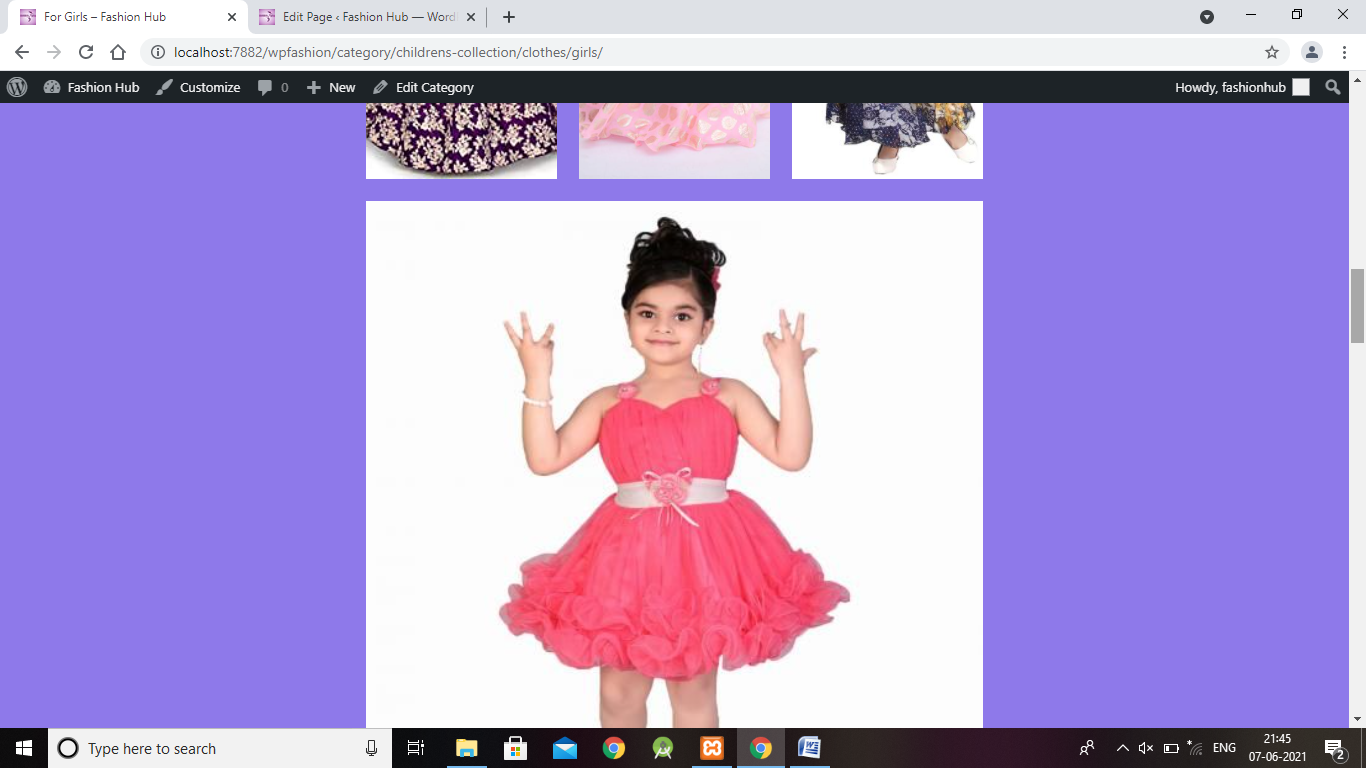 For Girls – Fashion Hub
Edit Page ‹ Fashion Hub — Word
localhost:7882/wpfashion/category/childrens-collection/clothes/girls/
Fashion Hub Customize 0 New Edit Category Howdy, fashionhub
Type here to search
ENG
21:45
07-06-2021
2